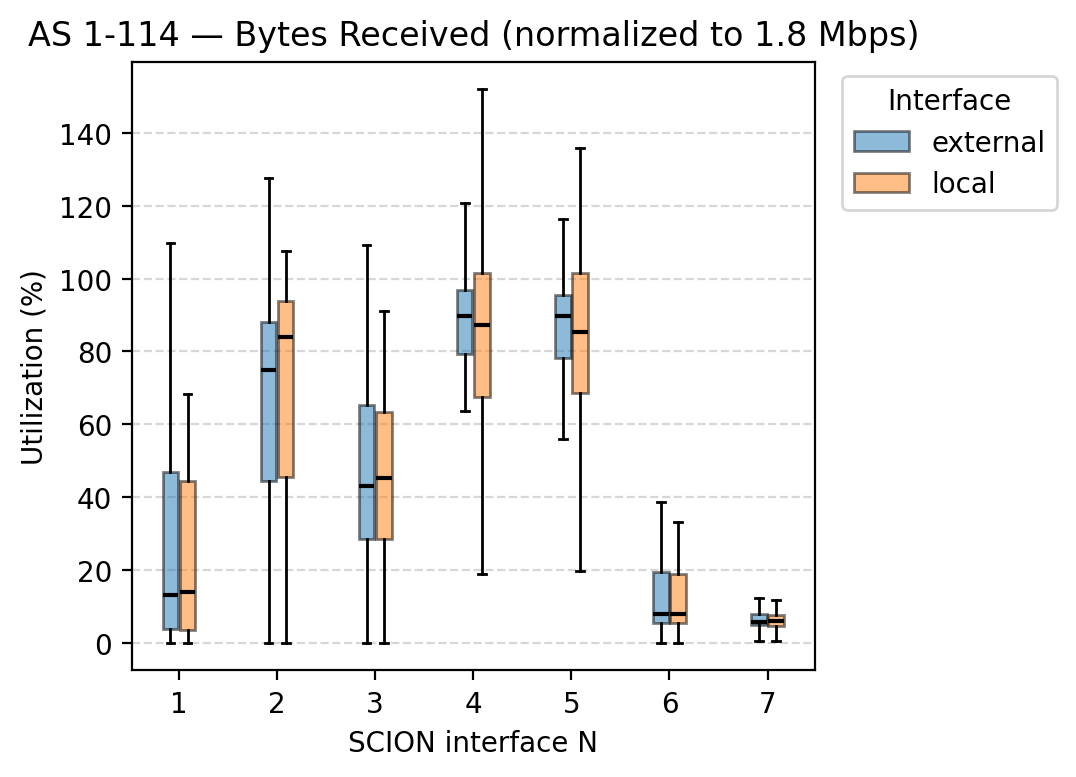 AS 1-114 — Bytes Received (normalized to 1.8 Mbps)
Interface
external
local
Utilization (%)
140
120
100
80
60
40
20
0
1 2 3 4 5 6 7
SCION interface N